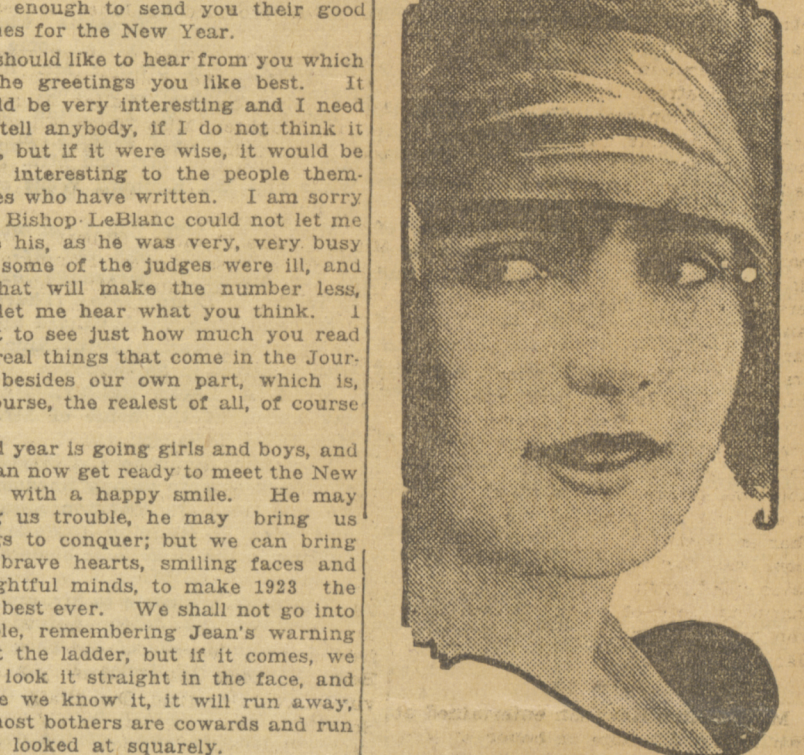 enough to send you their good
es for the New Year.
should like to hear from you which
he greetings you like best. It
ld be very interesting and I need
tell anybody, if I do not think it
, but if it were wise, it would be
interesting to the people them-
es who have written. I am sorry
Bishop LeBlanc could not let me
s his, as he was very, very busy
some of the judges were ill, and
hat will make the number less,
let me hear what you think. I
t to see just how much you read
real things that come in the Jour-
besides our own part, which is,
ourse, the realest of all, of course
d year is going girls and boys, and
an now get ready to meet the New
with a happy smile. He may
g us trouble, he may bring us
gs to conquer; but we can bring
brave hearts, smiling faces and
ghtful minds, to make 1923 the
best ever. We shall not go into
ble, remembering Jean's warning
t the ladder, but if it comes, we
look it straight in the face, and
e we know it, it will run away,
most bothers are cowards and run
looked at squarely.